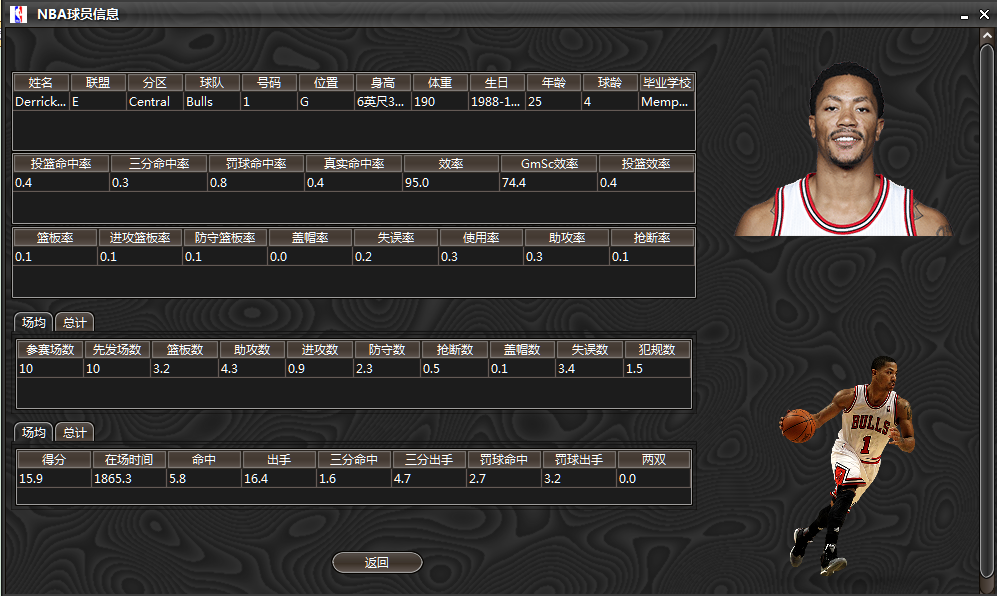 NBA球员信息
姓名 联盟 分区 球队 号码 位置 身高 体重 生日 年龄 球龄 毕业学校
Derrick... E Central Bulls 1 G 6英尺3... 190 1988-1... 25 4 Memp...
投篮命中率 三分命中率 罚球命中率 真实命中率 效率 GmSc效率 投篮效率
0.4 0.3 0.8 0.4 95.0 74.4 0.4
篮板率 进攻篮板率 防守篮板率 盖帽率 失误率 使用率 助攻率 抢断率
0.1 0.1 0.1 0.0 0.2 0.3 0.3 0.1
场均 总计
参赛场数 先发场数 篮板数 助攻数 进攻数 防守数 抢断数 盖帽数 失误数 犯规数
10 10 3.2 4.3 0.9 2.3 0.5 0.1 3.4 1.5
场均 总计
得分 在场时间 命中 出手 三分命中 三分出手 罚球命中 罚球出手 两双
15.9 1865.3 5.8 16.4 1.6 4.7 2.7 3.2 0.0
BULLS
1
返回